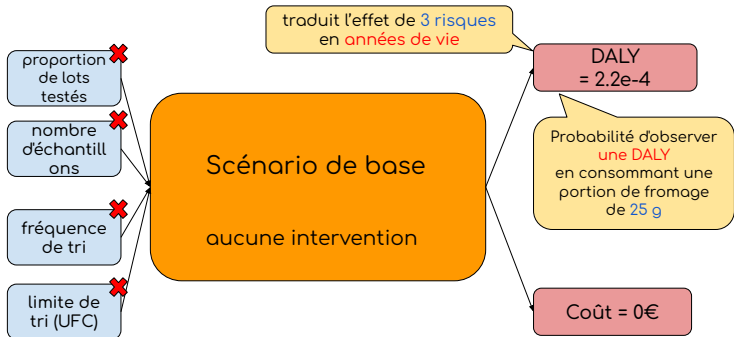 traduit l'effet de 3 risques
en années de vie
proportion
de lots
testés
nombre
d'échantill
ons
fréquence
de tri
limite de
tri (UFC)
Scénario de base
aucune intervention
DALY
= 2.2e-4
Probabilité d'observer
une DALY
en consommant une
portion de fromage
de 25 g
Coût = 0€